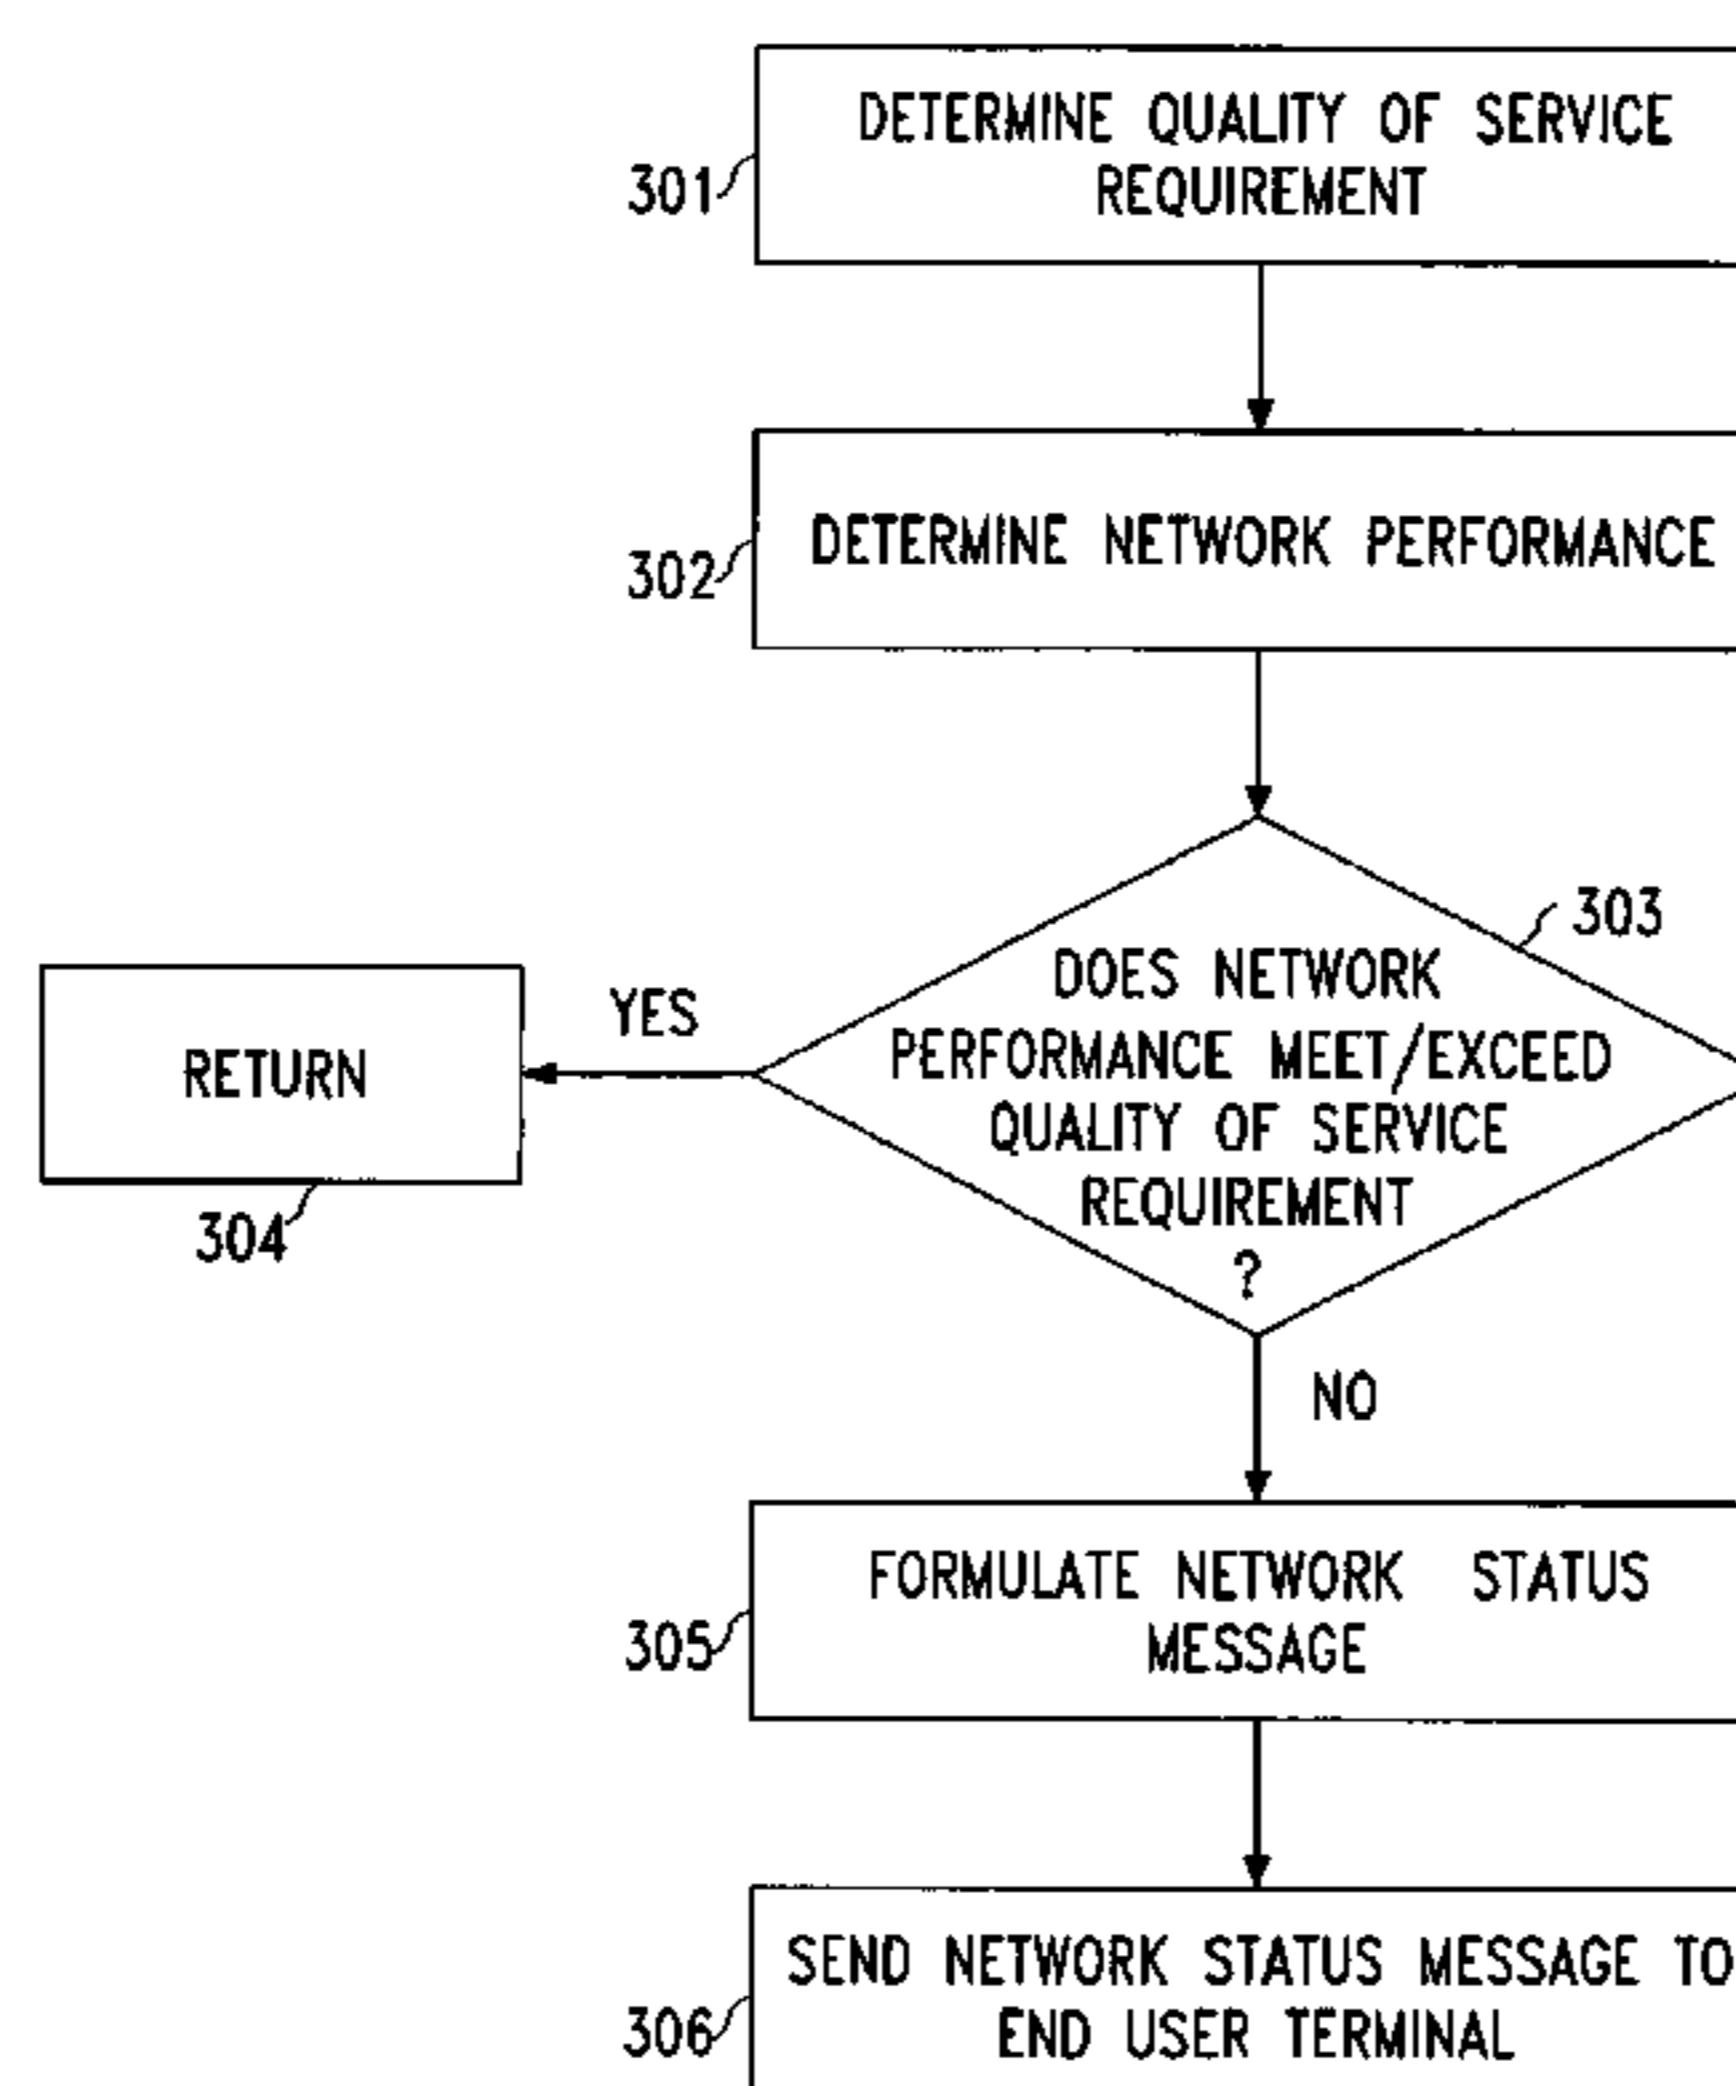 DETERMINE QUALITY OF SERVICE
REQUIREMENT
301
DETERMINE NETWORK PERFORMANCE
302
303
DOES NETWORK
PERFORMANCE MEET/EXCEED
QUALITY OF SERVICE
REQUIREMENT
?
YES
RETURN
304
NO
FORMULATE NETWORK STATUS
MESSAGE
305
SEND NETWORK STATUS MESSAGE TO
END USER TERMINAL
306